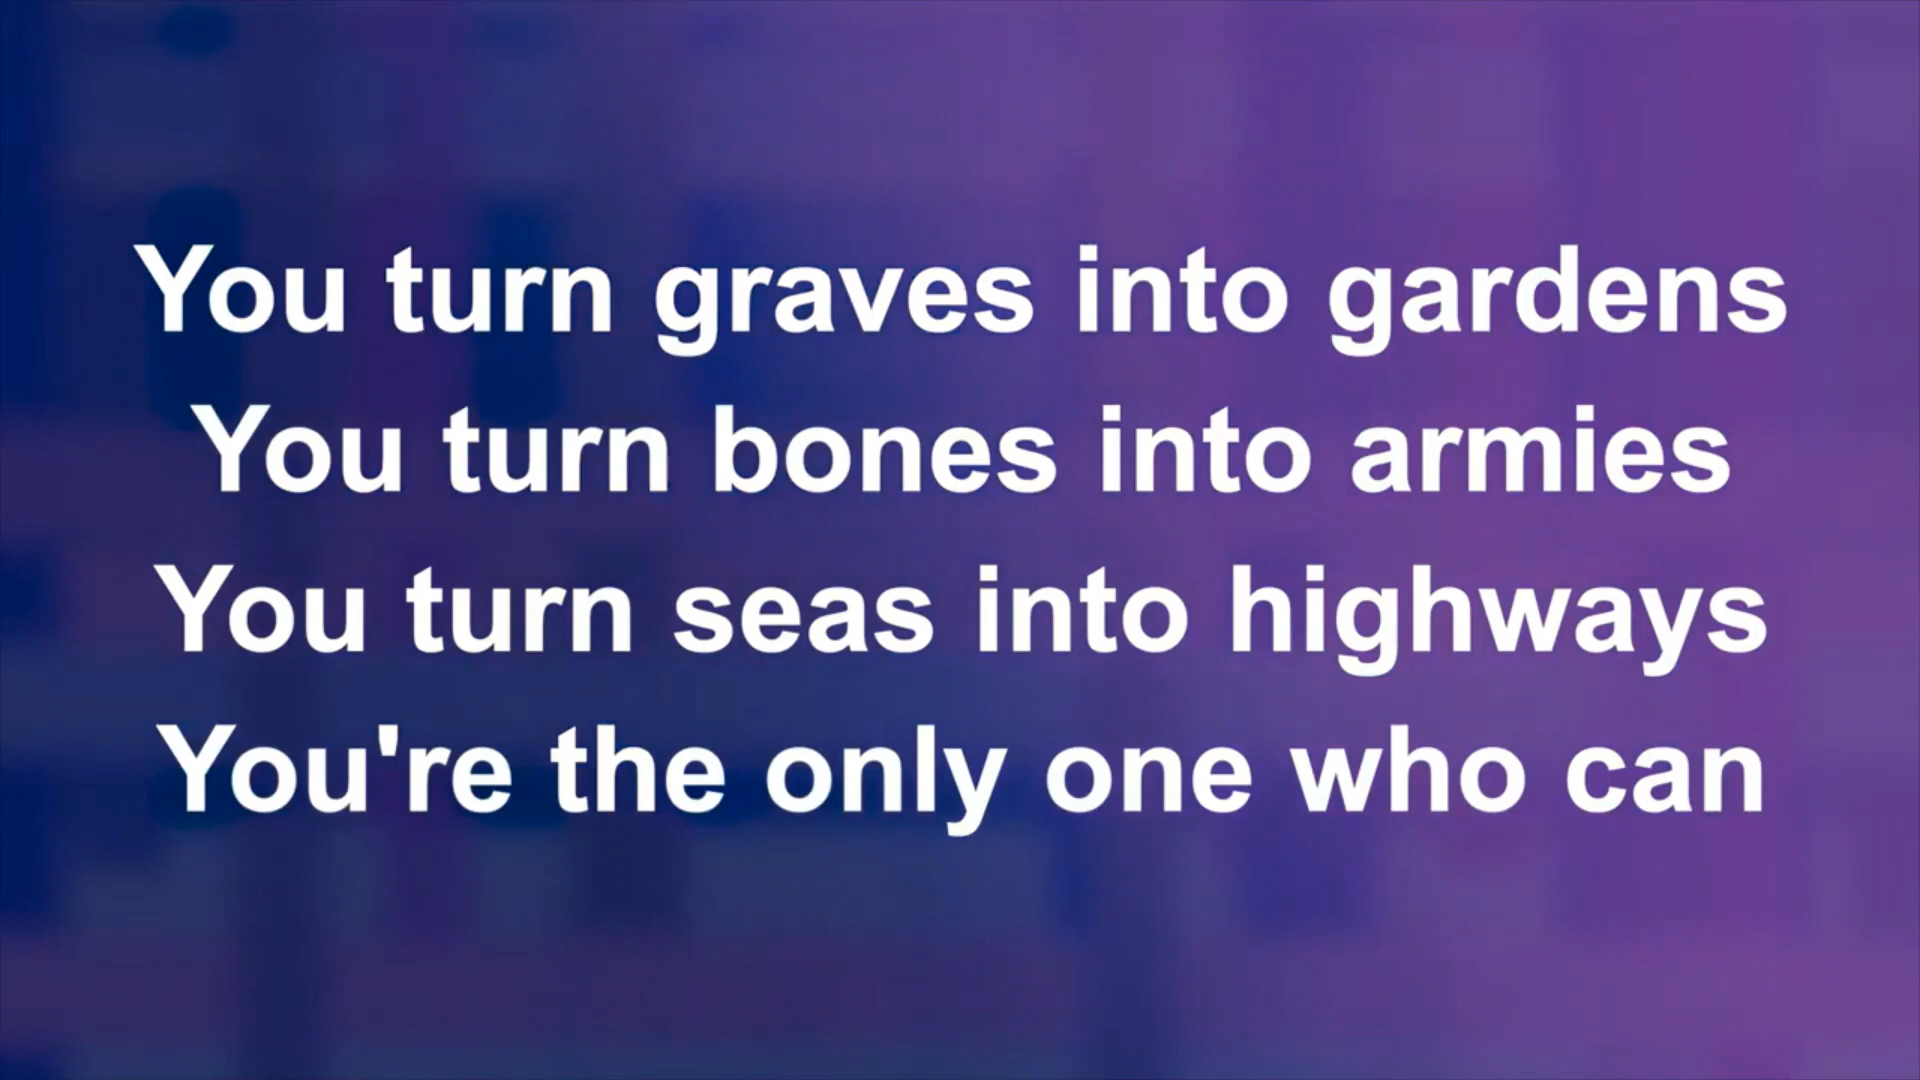 You turn graves into gardens
You turn bones into armies
You turn seas into highways
You're the only one who can